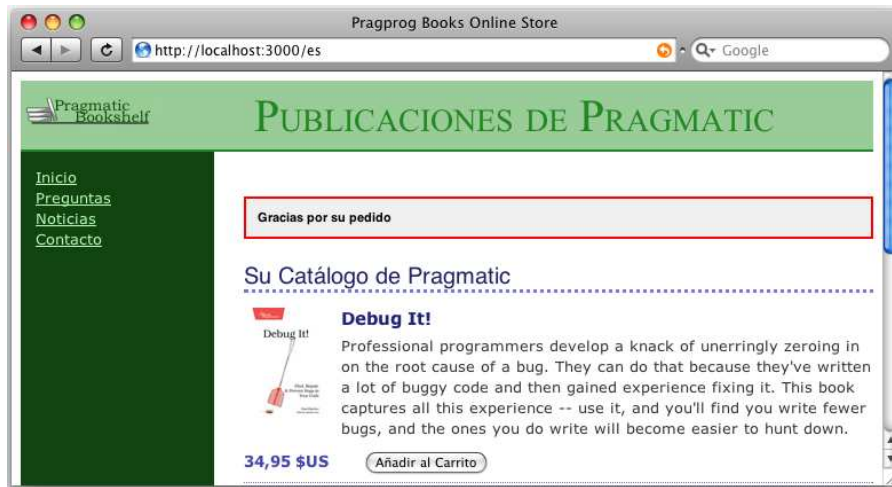 Pragprog Books Online Store
http://localhost:3000/es
Google
Pragmatic
Bookshelf
PUBLICACIONES DE PRAGMATIC
Inicio
Preguntas
Noticias
Contacto
Gracias por su pedido
Su Catálogo de Pragmatic
Debug It!
Debug It!
Professional programmers develop a knack of unerringly zeroing in
on the root cause of a bug. They can do that because they've written
a lot of buggy code and then gained experience fixing it. This book
captures all this experience -- use it, and you'll find you write fewer
bugs, and the ones you do write will become easier to hunt down.
34,95 $US
Añadir al Carrito